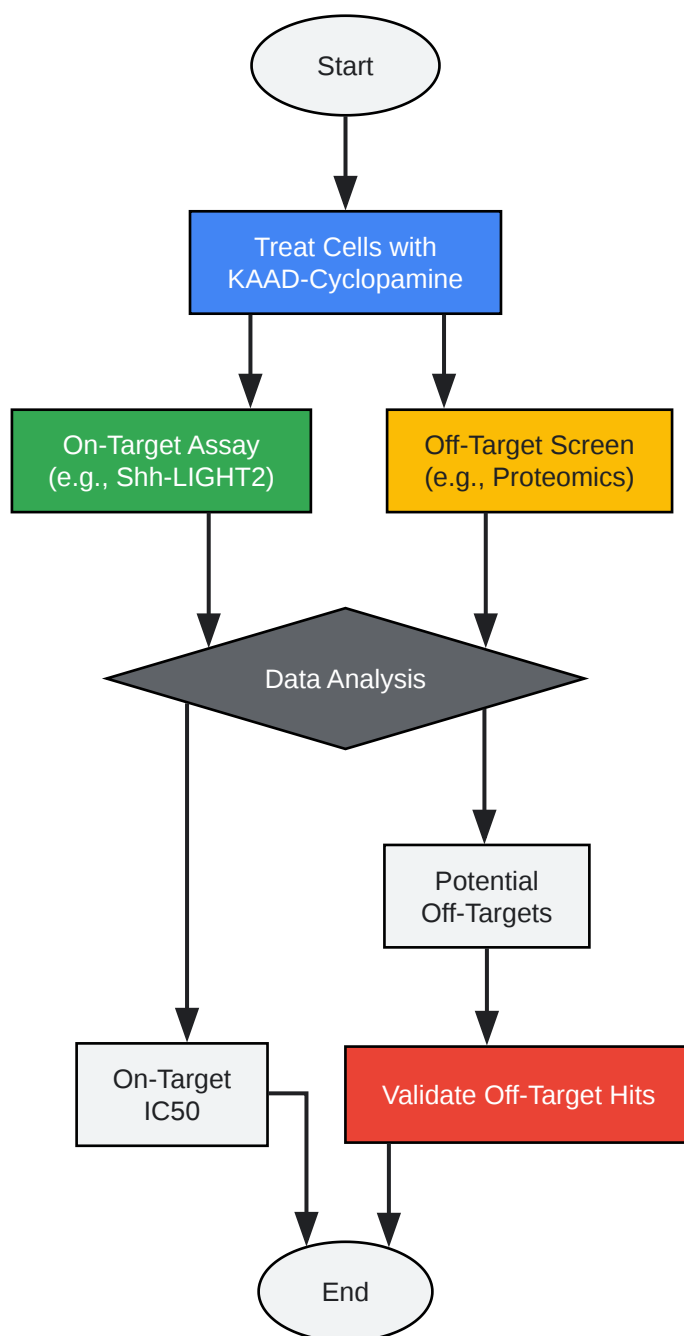 Start
Treat Cells with
KAAD-Cyclopamine
On-Target Assay
(e.g., Shh-LIGHT2)
Off-Target Screen
(e.g., Proteomics)
Data Analysis
Potential
Off-Targets
On-Target
IC50
Validate Off-Target Hits
End